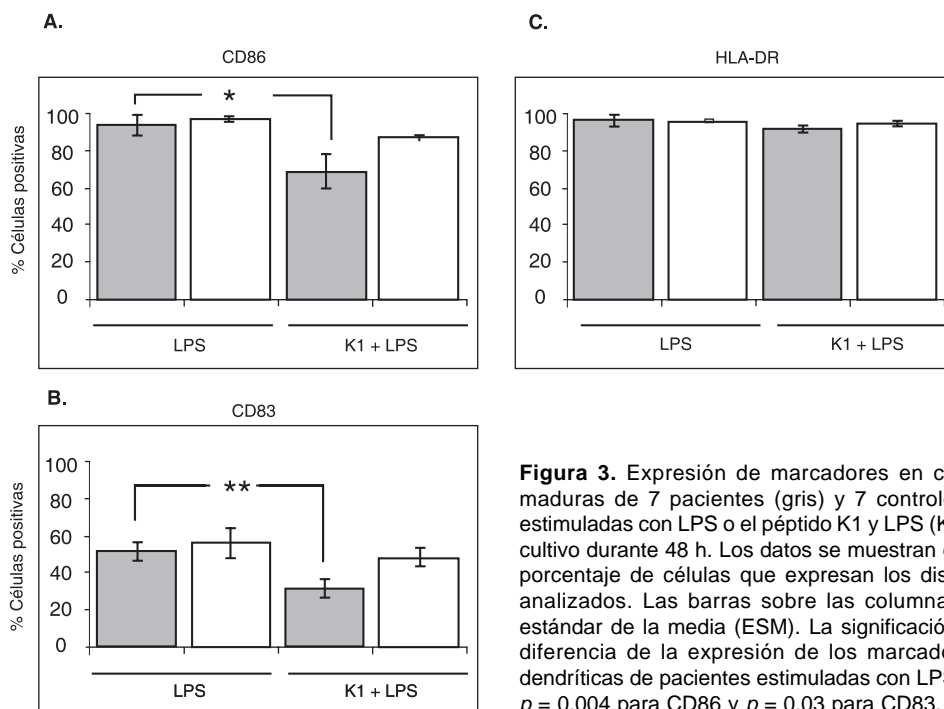 A.
CD86
% Células positivas
100
80
60
40
20
0
*
LPS
K1 + LPS
C.
HLA-DR
100
80
60
40
20
0
LPS
K1 + LPS
B.
CD83
% Células positivas
100
80
60
40
20
0
**
LPS
K1 + LPS
Figura 3. Expresión de marcadores en c
maduras de 7 pacientes (gris) y 7 control
estimuladas con LPS o el péptido K1 y LPS (K
cultivo durante 48 h. Los datos se muestran
porcentaje de células que expresan los dis
analizados. Las barras sobre las columna
estándar de la media (ESM). La significació
diferencia de la expresión de los marcado
dendríticas de pacientes estimuladas con LPS
p = 0.004 para CD86 y p = 0.03 para CD83.